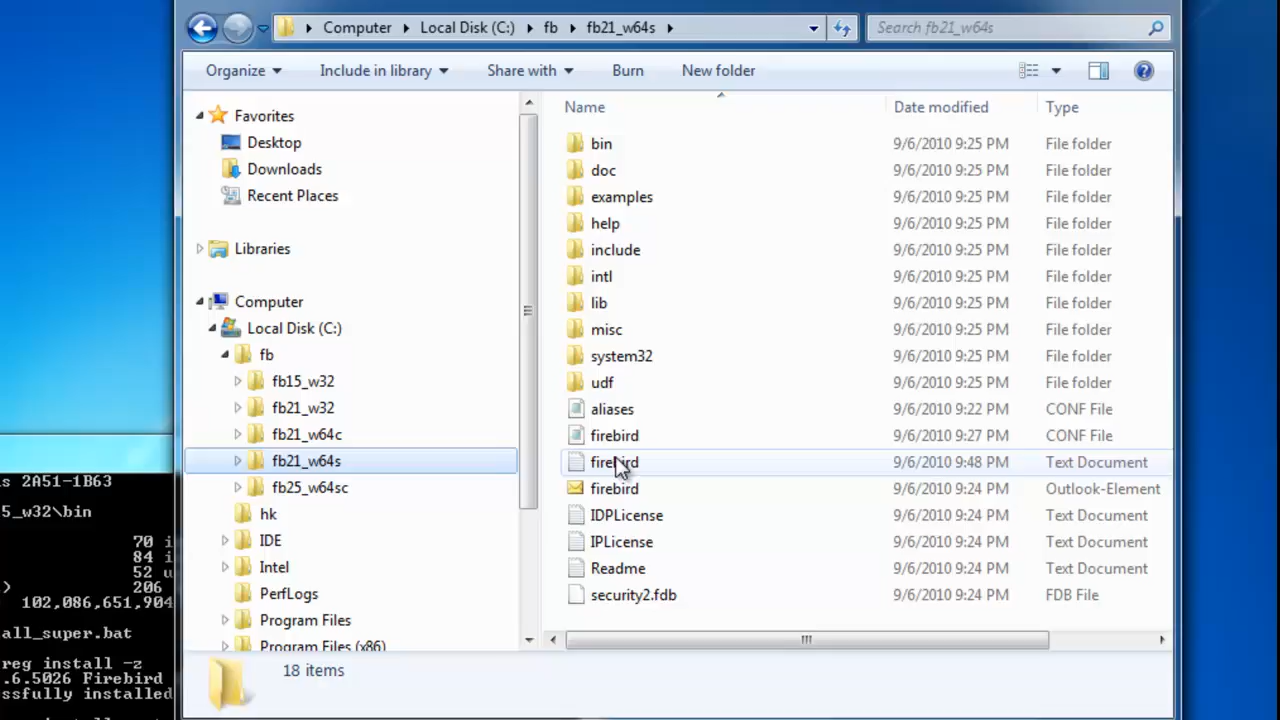 Computer Local Disk (C:) fb fb21_w64s Search fb21_w64s
Organize Include in library Share with Burn New folder
Name Date modified Type
Favorites
Desktop
Downloads
Recent Places
Libraries
Computer
Local Disk (C:)
fb
fb15_w32
fb21_w32
fb21_w64c
fb21_w64s
fb25_w64sc
hk
IDE
Intel
PerfLogs
Program Files
Program Files (x86)
bin 9/6/2010 9:25 PM File folder
doc 9/6/2010 9:25 PM File folder
examples 9/6/2010 9:25 PM File folder
help 9/6/2010 9:25 PM File folder
include 9/6/2010 9:25 PM File folder
intl 9/6/2010 9:25 PM File folder
lib 9/6/2010 9:25 PM File folder
misc 9/6/2010 9:25 PM File folder
system32 9/6/2010 9:25 PM File folder
udf 9/6/2010 9:25 PM File folder
aliases 9/6/2010 9:22 PM CONF File
firebird 9/6/2010 9:27 PM CONF File
firebird 9/6/2010 9:48 PM Text Document
firebird 9/6/2010 9:24 PM Outlook-Element
IDPLicense 9/6/2010 9:24 PM Text Document
IPLicense 9/6/2010 9:24 PM Text Document
Readme 9/6/2010 9:24 PM Text Document
security2.fdb 9/6/2010 9:24 PM FDB File
18 items
s 2A51-1B63
5_w32\bin
70 i
84 i
52 u
> 206
102,086,651,904
all_super.bat
reg install -z
.6.5026 Firebird
ssfully installed